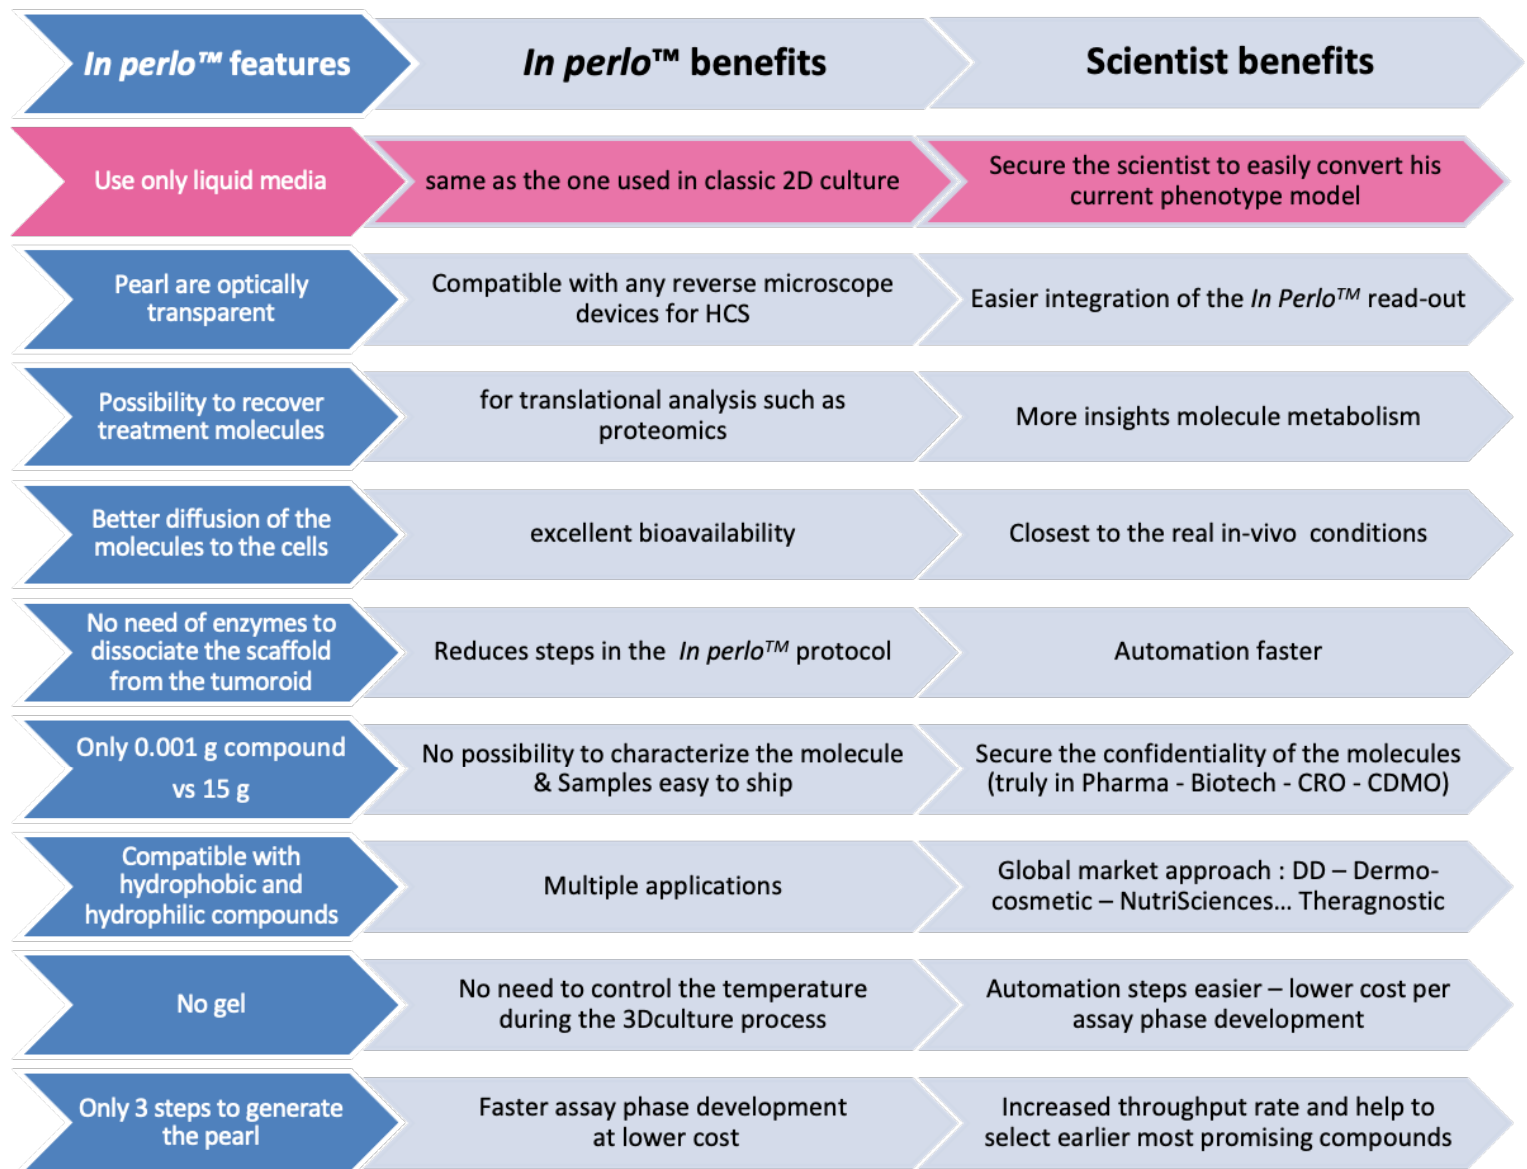 In perlo™ features
In perlo™ benefits
Scientist benefits
Use only liquid media
same as the one used in classic 2D culture
Secure the scientist to easily convert his
current phenotype model
Pearl are optically
transparent
Compatible with any reverse microscope
devices for HCS
Easier integration of the In Perlo™ read-out
Possibility to recover
treatment molecules
for translational analysis such as
proteomics
More insights molecule metabolism
Better diffusion of the
molecules to the cells
excellent bioavailability
Closest to the real in-vivo conditions
No need of enzymes to
dissociate the scaffold
from the tumoroid
Reduces steps in the In perlo™ protocol
Automation faster
Only 0.001 g compound
vs 15 g
No possibility to characterize the molecule
& Samples easy to ship
Secure the confidentiality of the molecules
(truly in Pharma - Biotech - CRO - CDMO)
Compatible with
hydrophobic and
hydrophilic compounds
Multiple applications
Global market approach : DD – Dermo-
cosmetic – NutriSciences... Theragnostic
No gel
No need to control the temperature
during the 3Dculture process
Automation steps easier – lower cost per
assay phase development
Only 3 steps to generate
the pearl
Faster assay phase development
at lower cost
Increased throughput rate and help to
select earlier most promising compounds